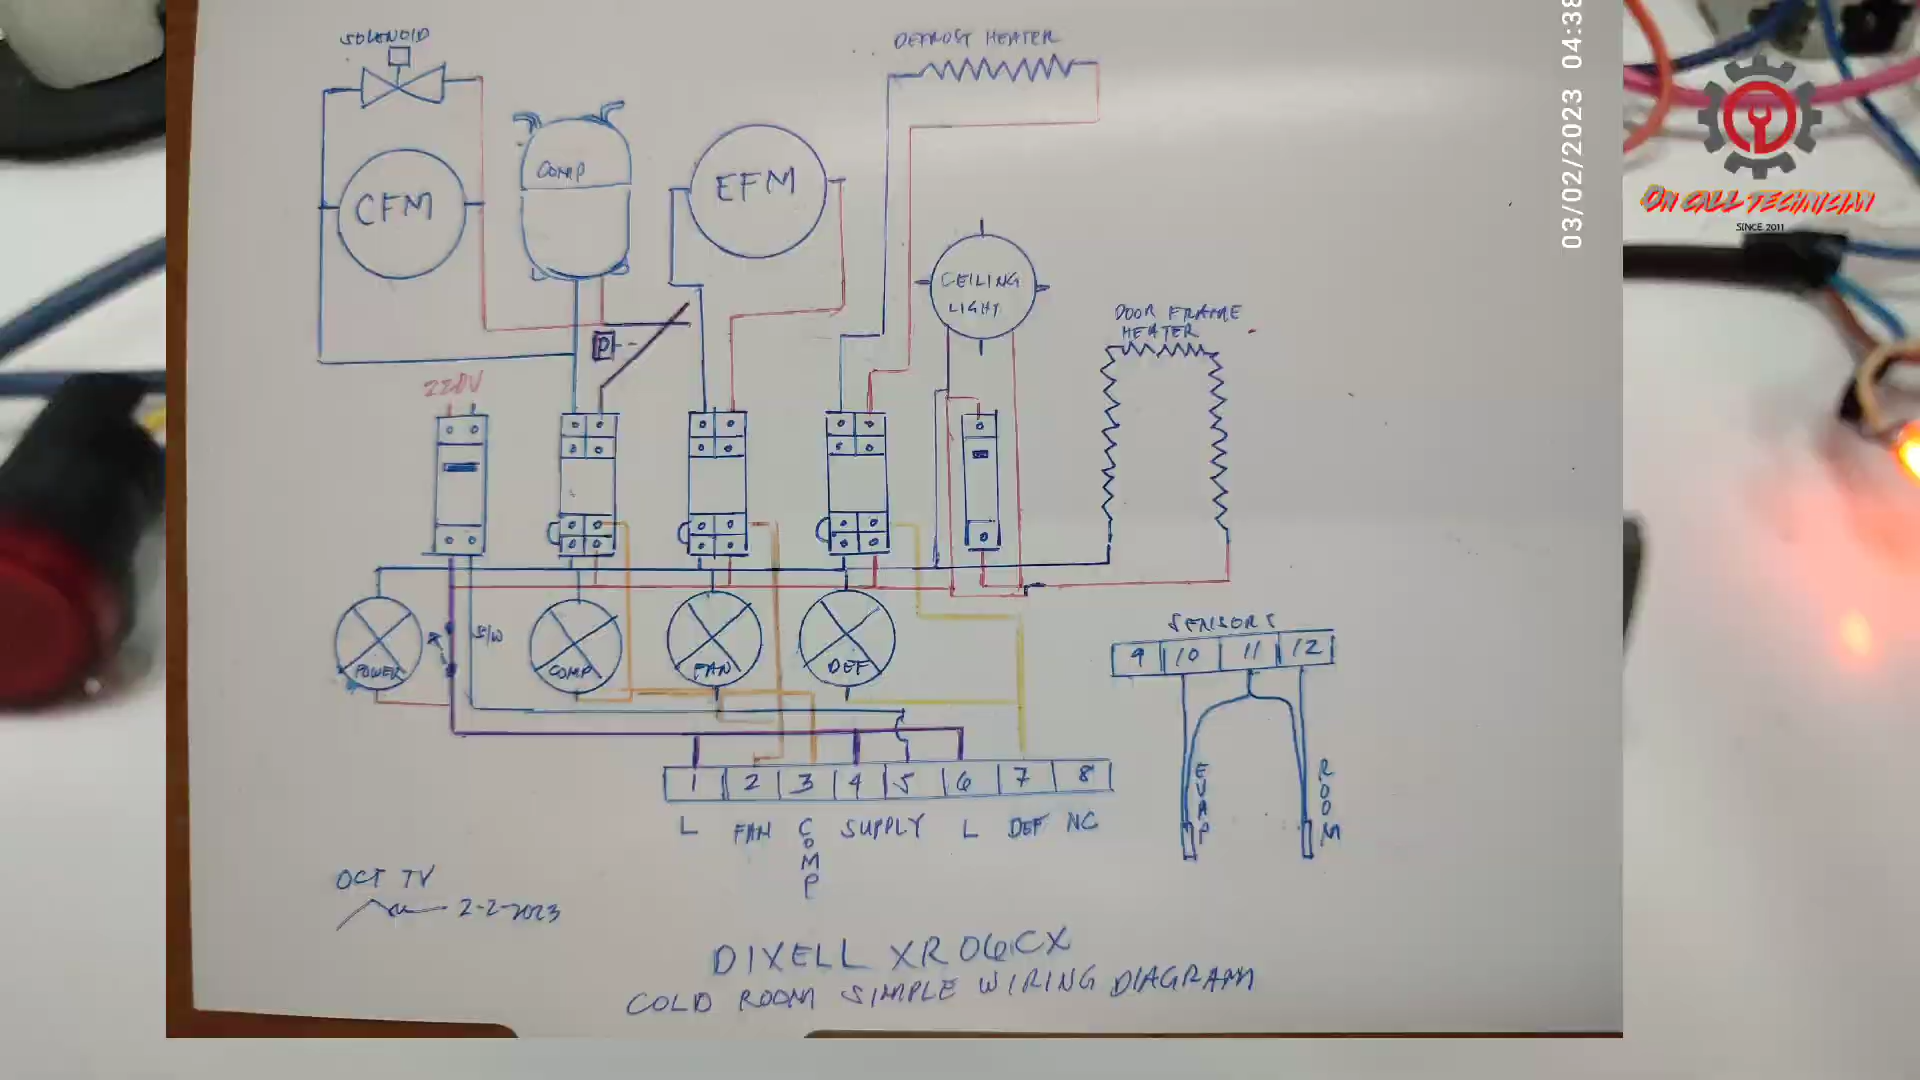 SOLENOID
DEFROST HEATER
03/02/2023 04:38
ON CALL TECHNICIAN
SINCE 2011
CFM
COMP
EFM
CEILING
LIGHT
DOOR FRAME
HEATER
P
220V
S/W
POWER
COMP
FAN
DEF
SENSORS
9 10 11 12
EVAP
ROOM
1 2 3 4 5 6 7 8
L FAN COMP SUPPLY L DEF NC
OCT TV
2-2-2023
DIXELL XR06CX
COLD ROOM SIMPLE WIRING DIAGRAM